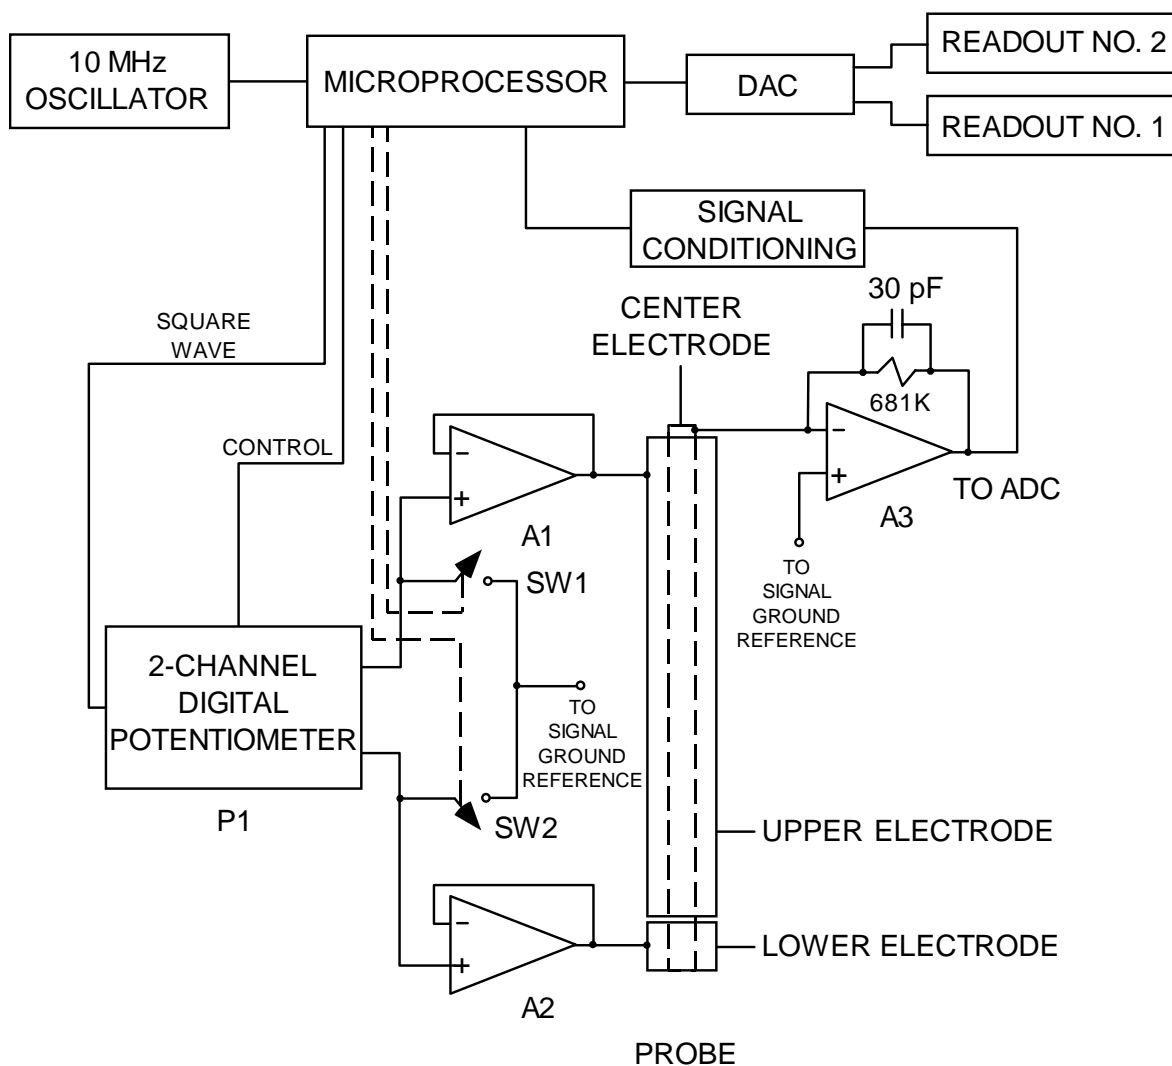 10 MHz
OSCILLATOR
MICROPROCESSOR
DAC
READOUT NO. 2
READOUT NO. 1
SIGNAL
CONDITIONING
30 pF
CENTER
ELECTRODE
SQUARE
WAVE
681K
CONTROL
-
+
A1
-
+
A3
TO ADC
SW1
TO
SIGNAL
GROUND
REFERENCE
2-CHANNEL
DIGITAL
POTENTIOMETER
P1
TO
SIGNAL
GROUND
REFERENCE
SW2
UPPER ELECTRODE
-
+
A2
LOWER ELECTRODE
PROBE